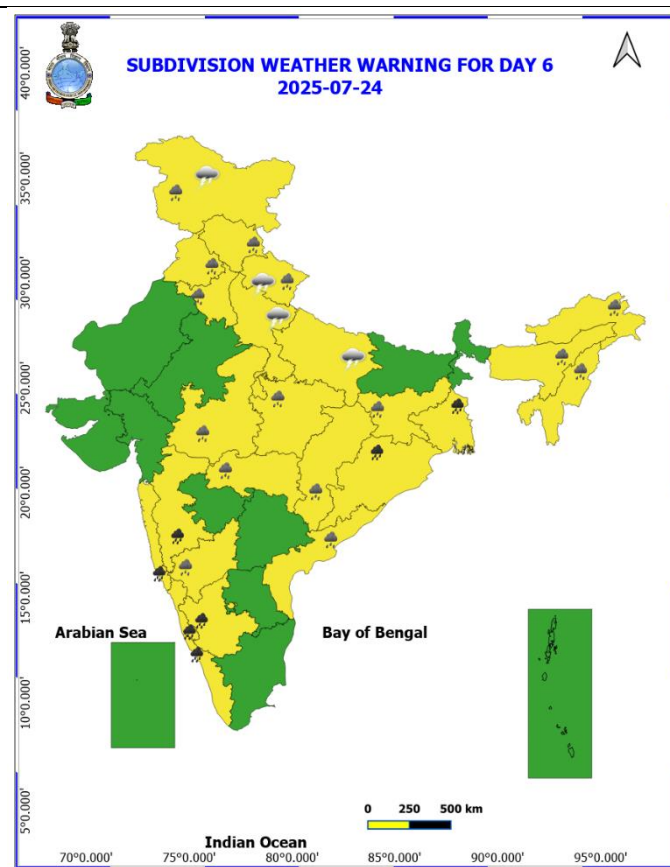 SUBDIVISION WEATHER WARNING FOR DAY 6
2025-07-24
40°0.000'
35°0.000'
30°0.000'
25°0.000'
20°0.000'
15°0.000'
10°0.000'
5°0.000'
Arabian Sea
Bay of Bengal
0 250 500 km
Indian Ocean
70°0.000' 75°0.000' 80°0.000' 85°0.000' 90°0.000' 95°0.000'